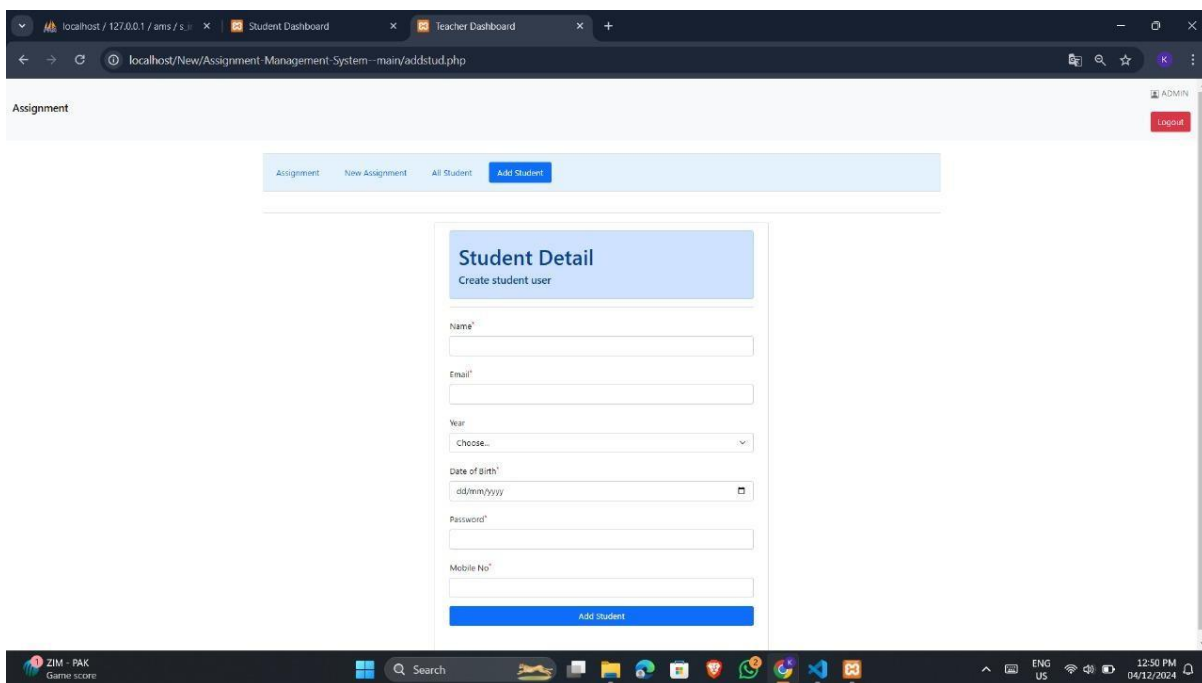 localhost / 127.0.0.1 / ams / s_i
Student Dashboard
Teacher Dashboard
localhost/New/Assignment-Management-System--main/addstud.php
K
Assignment
ADMIN
Logout
Assignment New Assignment All Student Add Student
Student Detail
Create student user
Name*
Email*
Year
Choose...
Date of Birth*
dd/mm/yyyy
Password*
Mobile No*
Add Student
1
ZIM - PAK
Game score
Search
ENG
US
12:50 PM
04/12/2024